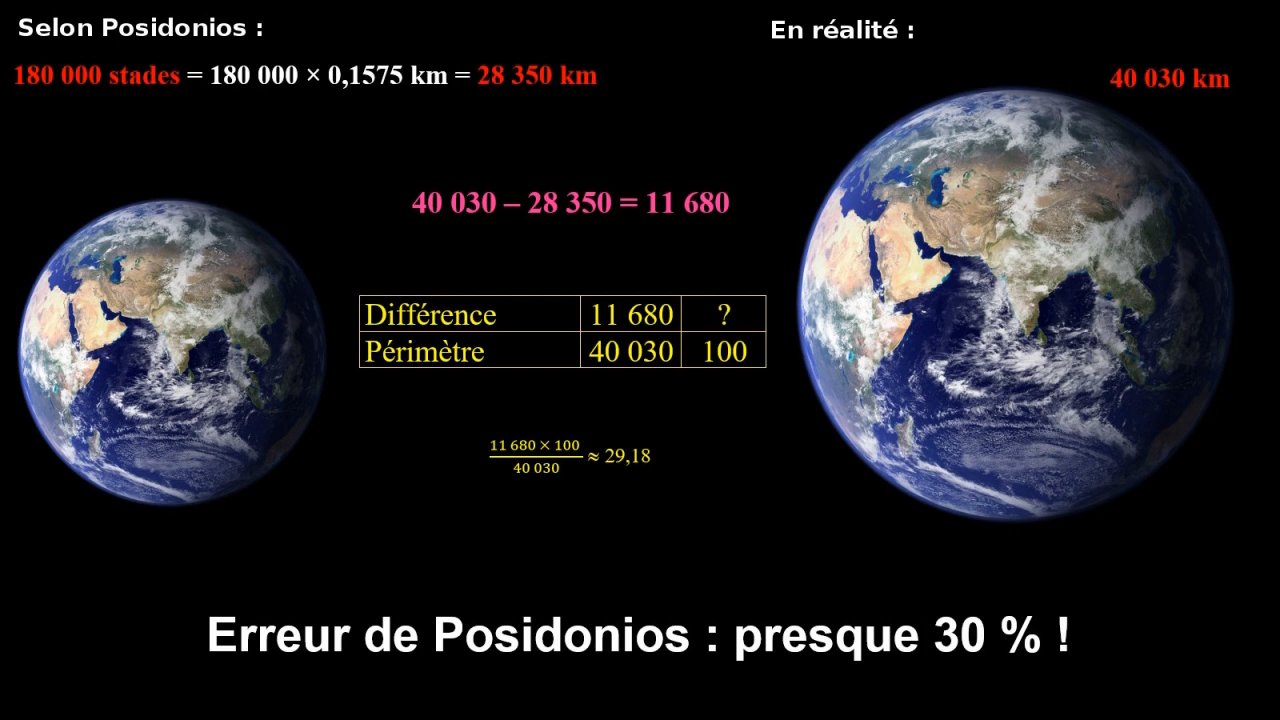 Selon Posidonios :
En réalité :
180 000 stades = 180 000 × 0,1575 km = 28 350 km
40 030 km
40 030 – 28 350 = 11 680
Différence 11 680 ?
Périmètre 40 030 100
11 680 × 100
40 030
≈ 29,18
Erreur de Posidonios : presque 30 % !